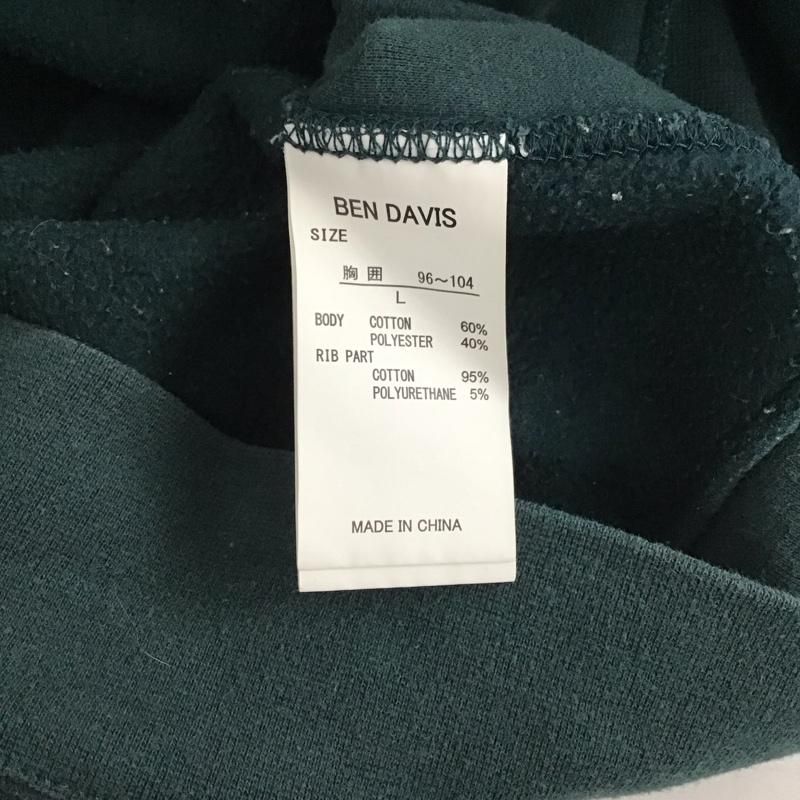 BEN DAVIS
SIZE
胸囲 96～104
L
BODY COTTON 60%
POLYESTER 40%
RIB PART
COTTON 95%
POLYURETHANE 5%
MADE IN CHINA